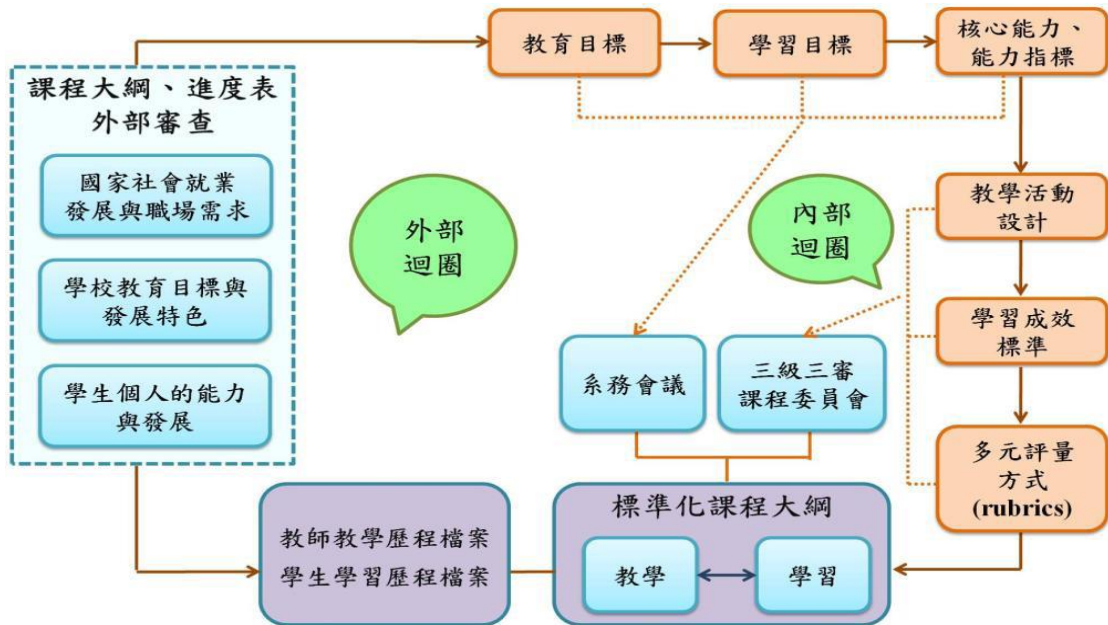 教育目標
學習目標
核心能力、
能力指標
課程大綱、進度表
外部審查
國家社會就業
發展與職場需求
學校教育目標與
發展特色
學生個人的能力
與發展
外部
迴圈
內部
迴圈
教學活動
設計
學習成效
標準
系務會議
三級三審
課程委員會
多元評量
方式
(rubrics)
標準化課程大綱
教學
學習
教師教學歷程檔案
學生學習歷程檔案